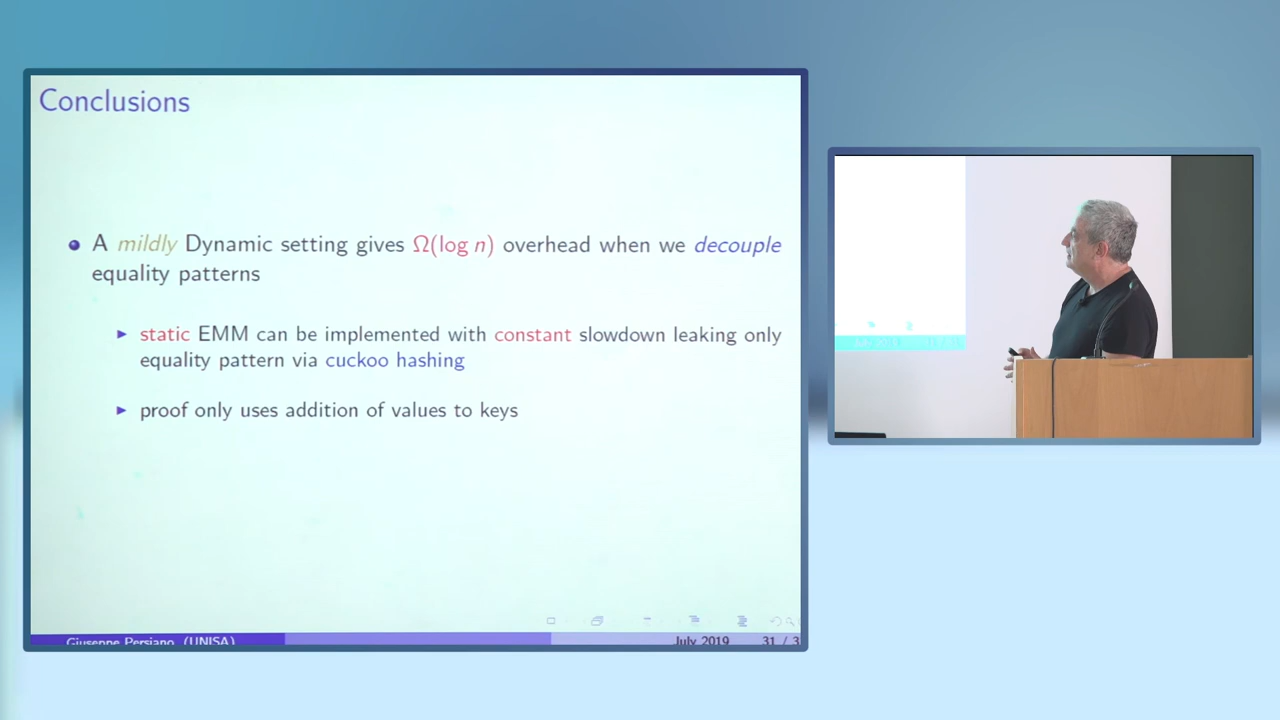 Conclusions
A mildly Dynamic setting gives Ω(log n) overhead when we decouple
equality patterns
static EMM can be implemented with constant slowdown leaking only
equality pattern via cuckoo hashing
proof only uses addition of values to keys
Giuseppe Persiano (UNISA) July 2019 31 / 3
July 2019